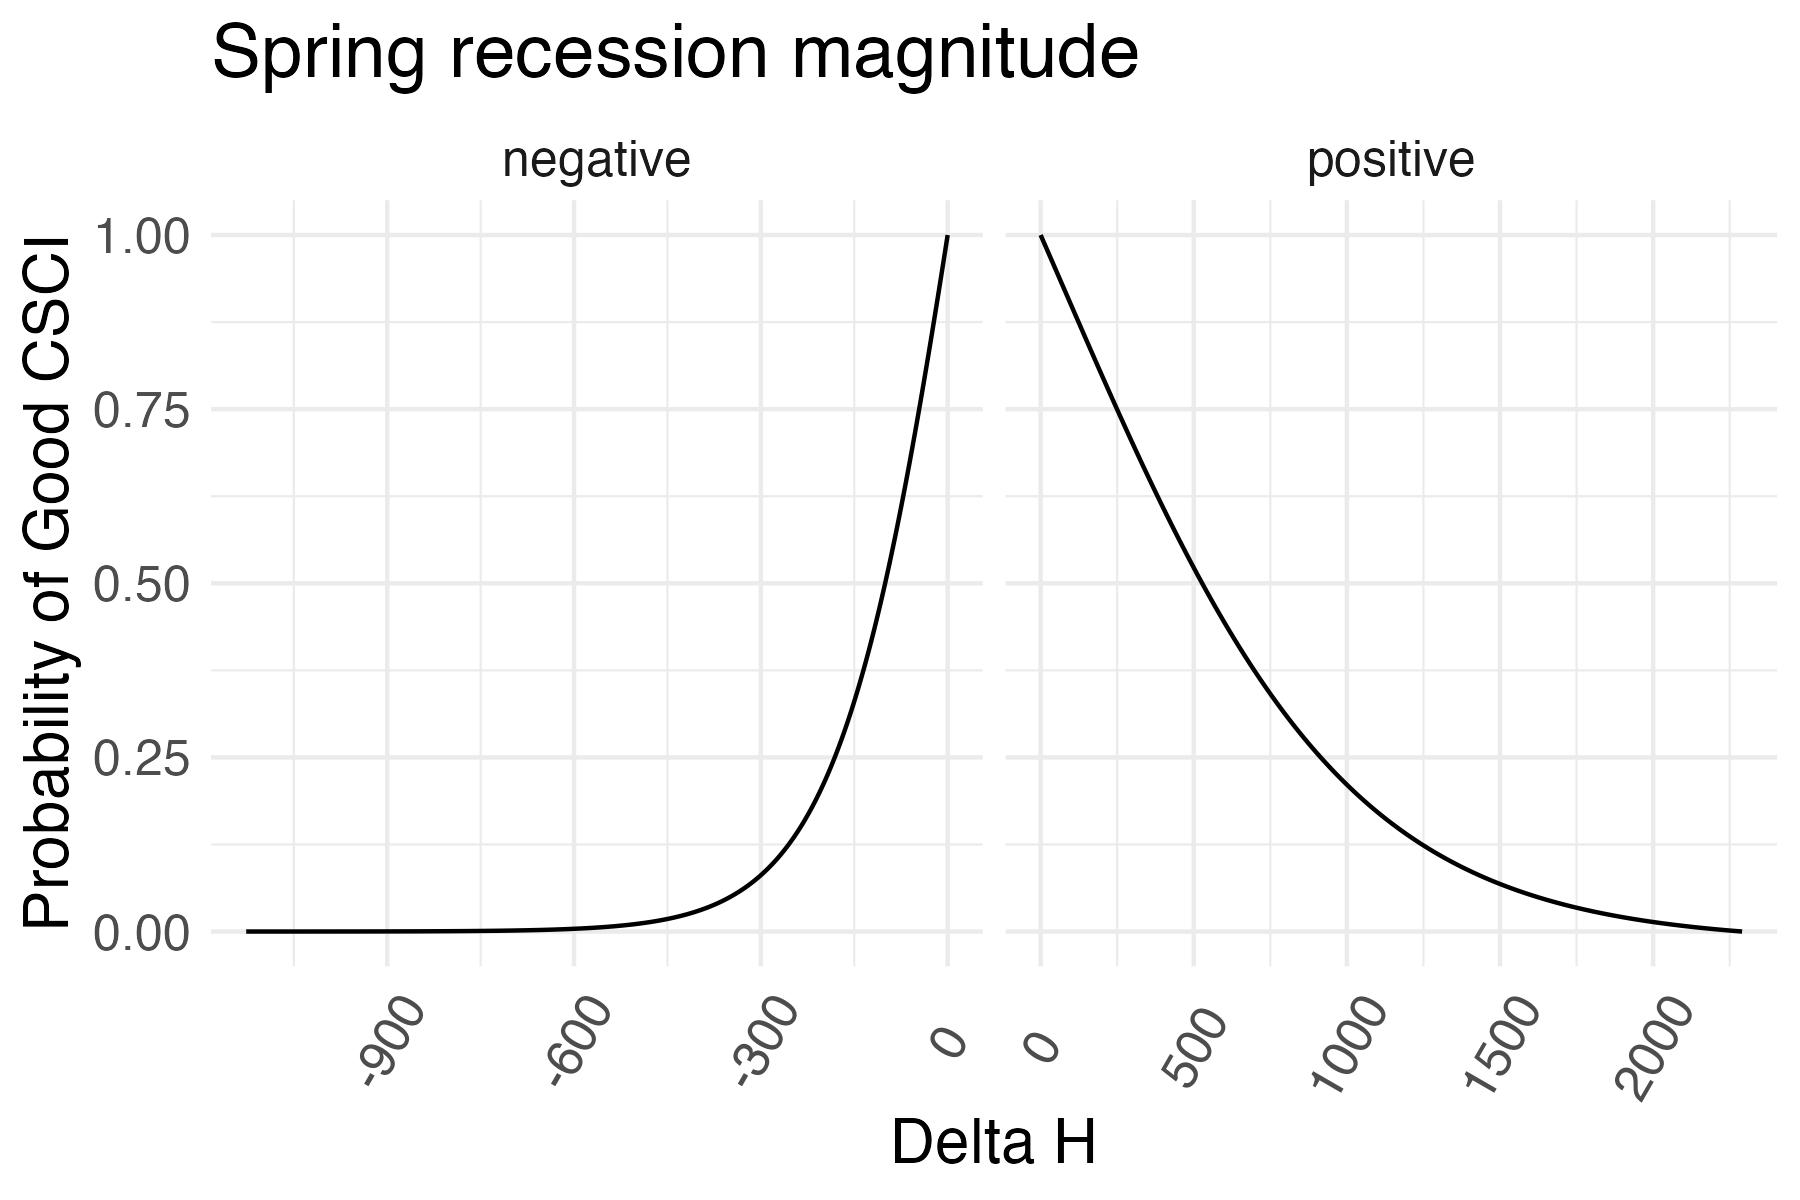 Spring recession magnitude
negative positive
Probability of Good CSCI
1.00
0.75
0.50
0.25
0.00
-900 -600 -300 0 0 500 1000 1500 2000
Delta H